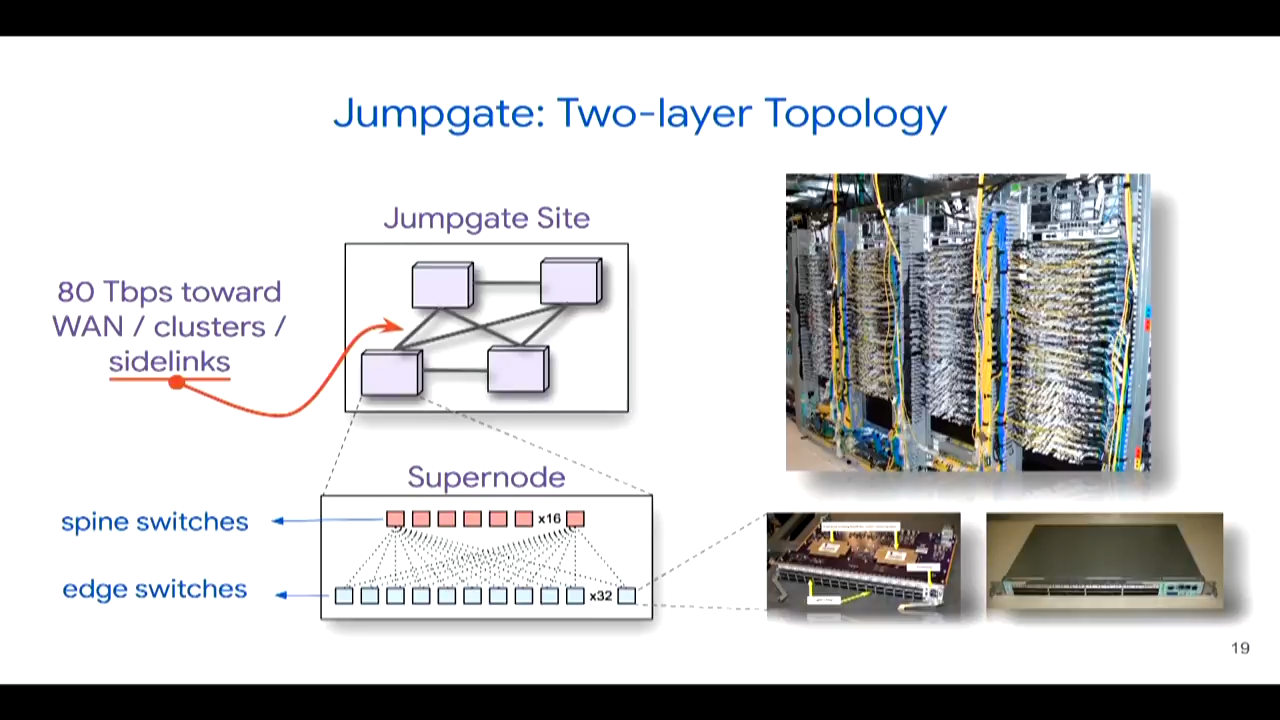 Jumpgate: Two-layer Topology
Jumpgate Site
80 Tbps toward
WAN / clusters /
sidelinks
Supernode
spine switches
x16
edge switches
x32
19